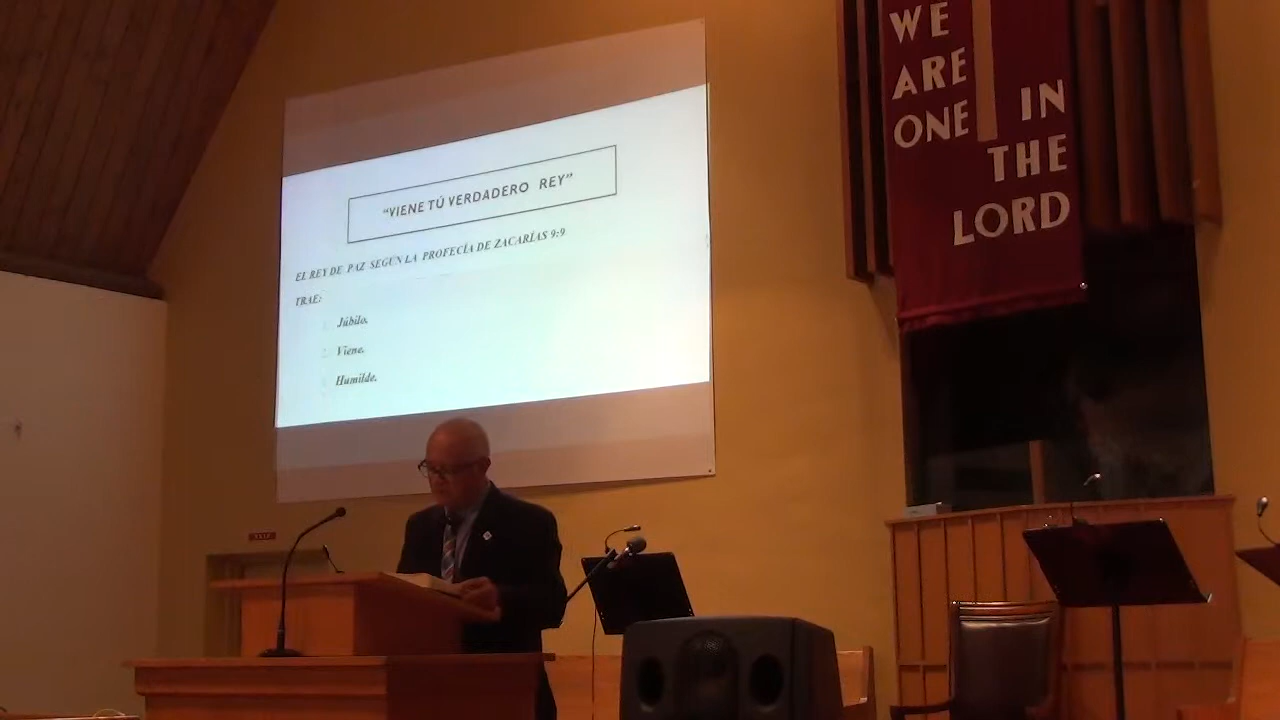 "VIENE TÚ VERDADERO REY"
EL REY DE PAZ SEGÚN LA PROFECÍA DE ZACARÍAS 9:9
TRAE:
Júbilo.
Viene.
Humilde.
WE
ARE
ONE IN
THE
LORD
EXIT